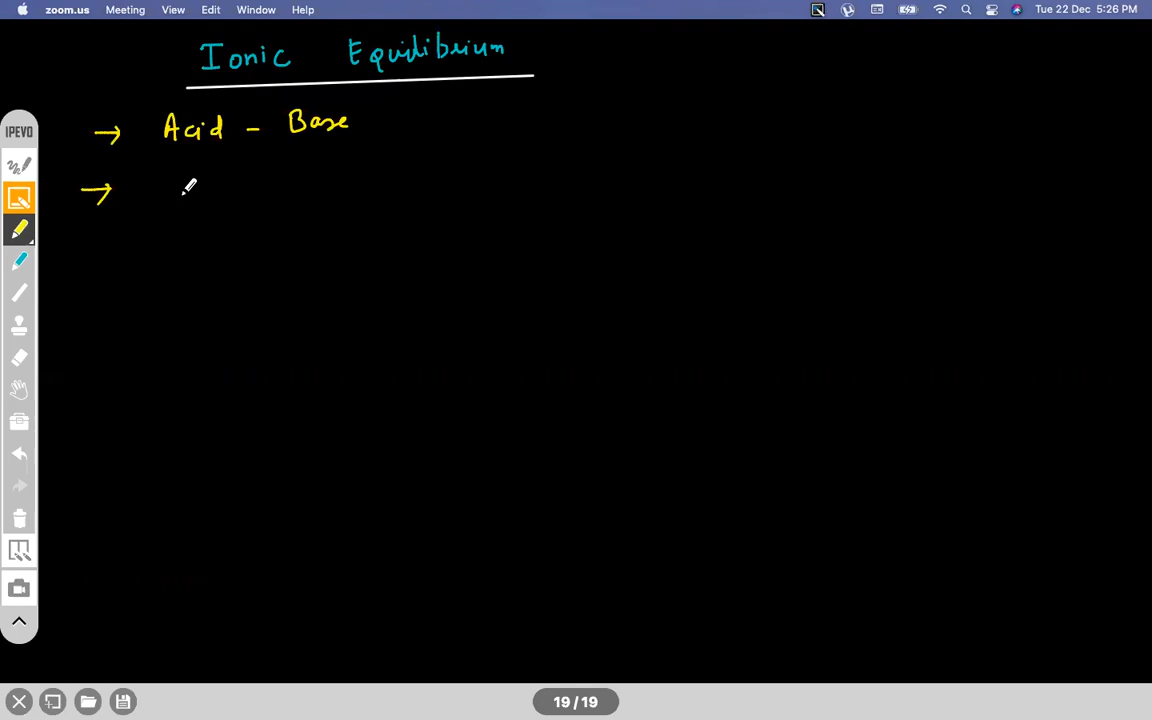 zoom.us Meeting View Edit Window Help Tue 22 Dec 5:26 PM
Ionic Equilibrium
→ Acid - Base
→
IPEVO
19/19